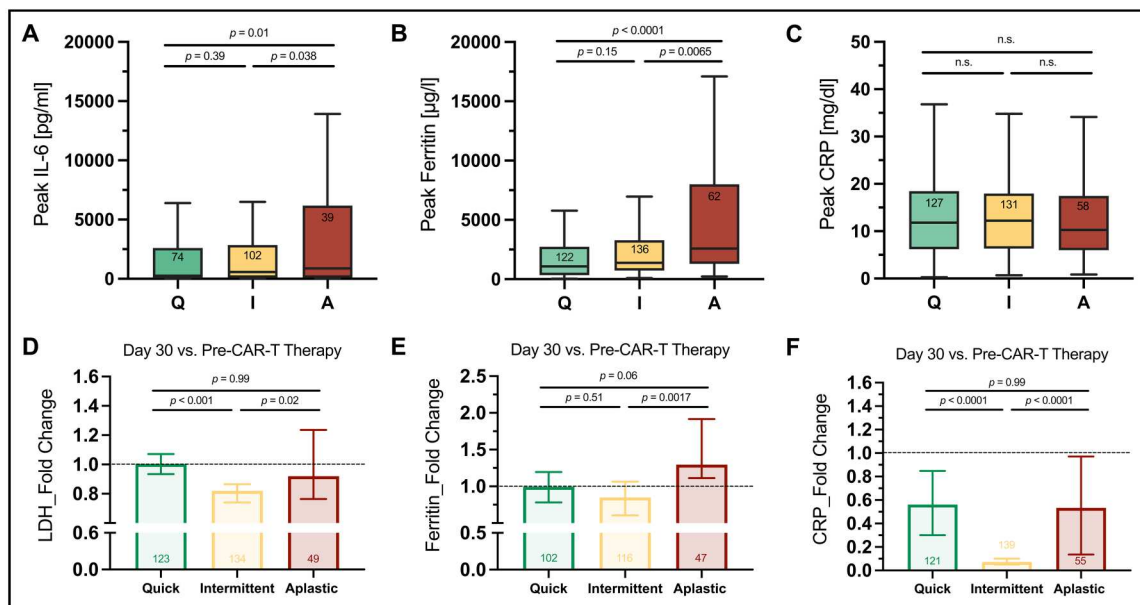 A
p = 0.01
p = 0.39
p = 0.038
Peak IL-6 [pg/ml]
20000
15000
10000
5000
0
74
102
39
Q
I
A
B
p < 0.0001
p = 0.15
p = 0.0065
Peak Ferritin [µg/l]
20000
15000
10000
5000
0
122
136
62
Q
I
A
C
n.s.
n.s.
n.s.
Peak CRP [mg/dl]
50
40
30
20
10
0
127
131
58
Q
I
A
D
Day 30 vs. Pre-CAR-T Therapy
p = 0.99
p < 0.001
p = 0.02
LDH_Fold Change
1.6
1.4
1.2
1.0
0.8
0.6
0.0
123
134
49
Quick
Intermittent
Aplastic
E
Day 30 vs. Pre-CAR-T Therapy
p = 0.06
p = 0.51
p = 0.0017
Ferritin_Fold Change
2.5
2.0
1.5
1.25
1.0
0.5
0.0
102
116
47
Quick
Intermittent
Aplastic
F
Day 30 vs. Pre-CAR-T Therapy
p = 0.99
p < 0.0001
p < 0.0001
CRP_Fold Change
1.6
1.4
1.2
1.0
0.8
0.6
0.4
0.2
0.0
121
139
55
Quick
Intermittent
Aplastic